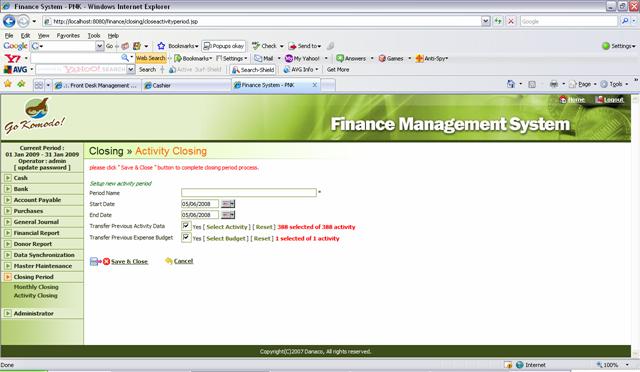 Finance System - PNK - Windows Internet Explorer
http://localhost:8080/finance/closing/closeactivityperiod.jsp
Google
File Edit View Favorites Tools Help
Google Go Bookmarks Popups okay Check Send to Settings
Y! Web Search Bookmarks Settings Mail My Yahoo! Answers Games Anti-Spy
AVG YAHOO! SEARCH Search Active Surf-Shield Search-Shield AVG Info Get More
.:. Front Desk Management ... Cashier Finance System - PNK Page Tools
Home Logout
Go Komodo!
Finance Management System
Current Period :
01 Jan 2009 - 31 Jan 2009
Operator : admin
[ update password ]
Cash
Bank
Account Payable
Purchases
General Journal
Financial Report
Donor Report
Data Synchronization
Master Maintenance
Closing Period
Monthly Closing
Activity Closing
Administrator
Closing » Activity Closing
please click " Save & Close " button to complete closing period process.
Setup new activity period
Period Name *
Start Date 05/06/2008
End Date 05/06/2008
Transfer Previous Activity Data Yes [ Select Activity ] [ Reset ] 388 selected of 388 activity
Transfer Previous Expense Budget Yes [ Select Budget ] [ Reset ] 1 selected of 1 activity
Save & Close Cancel
Copyright(C)2007 Danaco, All rights reserved.
Done Internet 100%